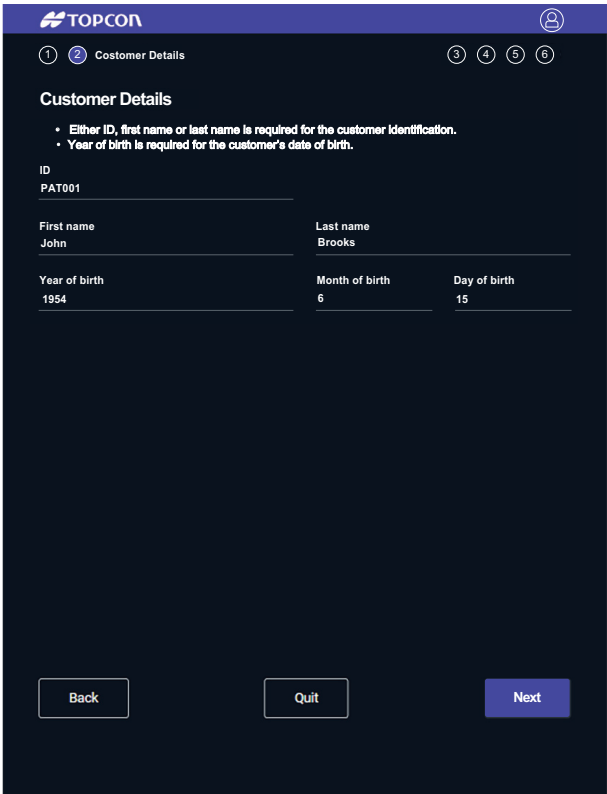 TOPCON
1 2 Costomer Details 3 4 5 6
Customer Details
• Either ID, first name or last name is required for the customer identification.
• Year of birth is required for the customer's date of birth.
ID
PAT001
First name Last name
John Brooks
Year of birth Month of birth Day of birth
1954 6 15
Back Quit Next